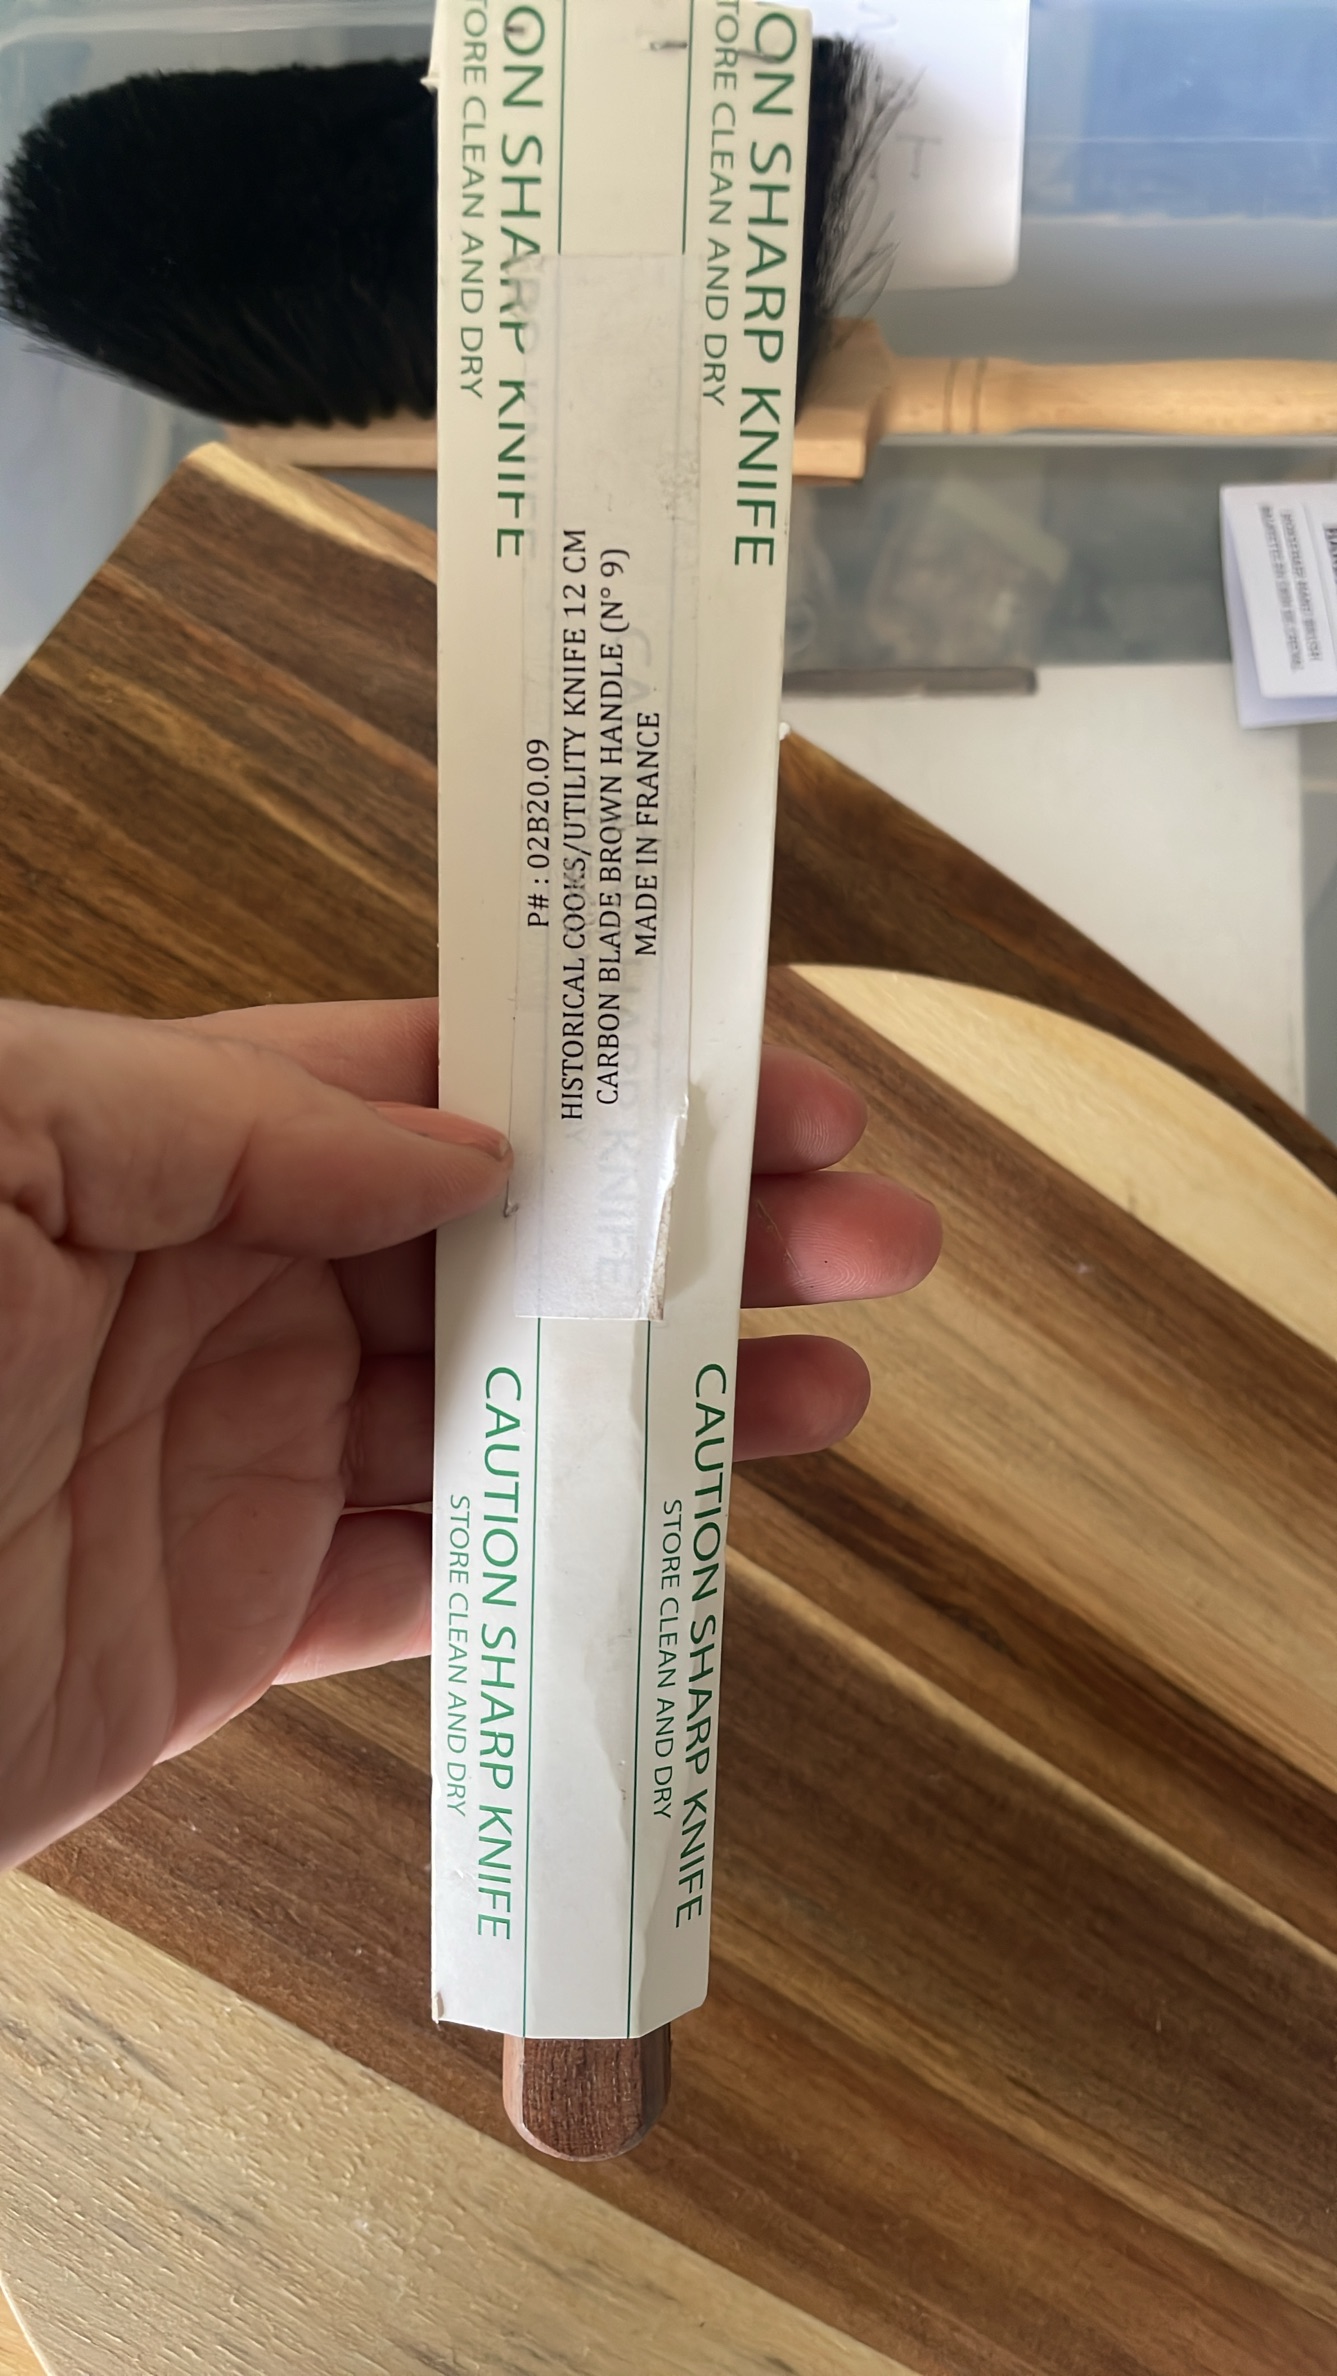 ON SHARP KNIFE
TORE CLEAN AND DRY
ON SHARP KNIFE
TORE CLEAN AND DRY
P# : 02B20.09
HISTORICAL COOKS/UTILITY KNIFE 12 CM
CARBON BLADE BROWN HANDLE (N° 9)
MADE IN FRANCE
CAUTION SHARP KNIFE
STORE CLEAN AND DRY
CAUTION SHARP KNIFE
STORE CLEAN AND DRY